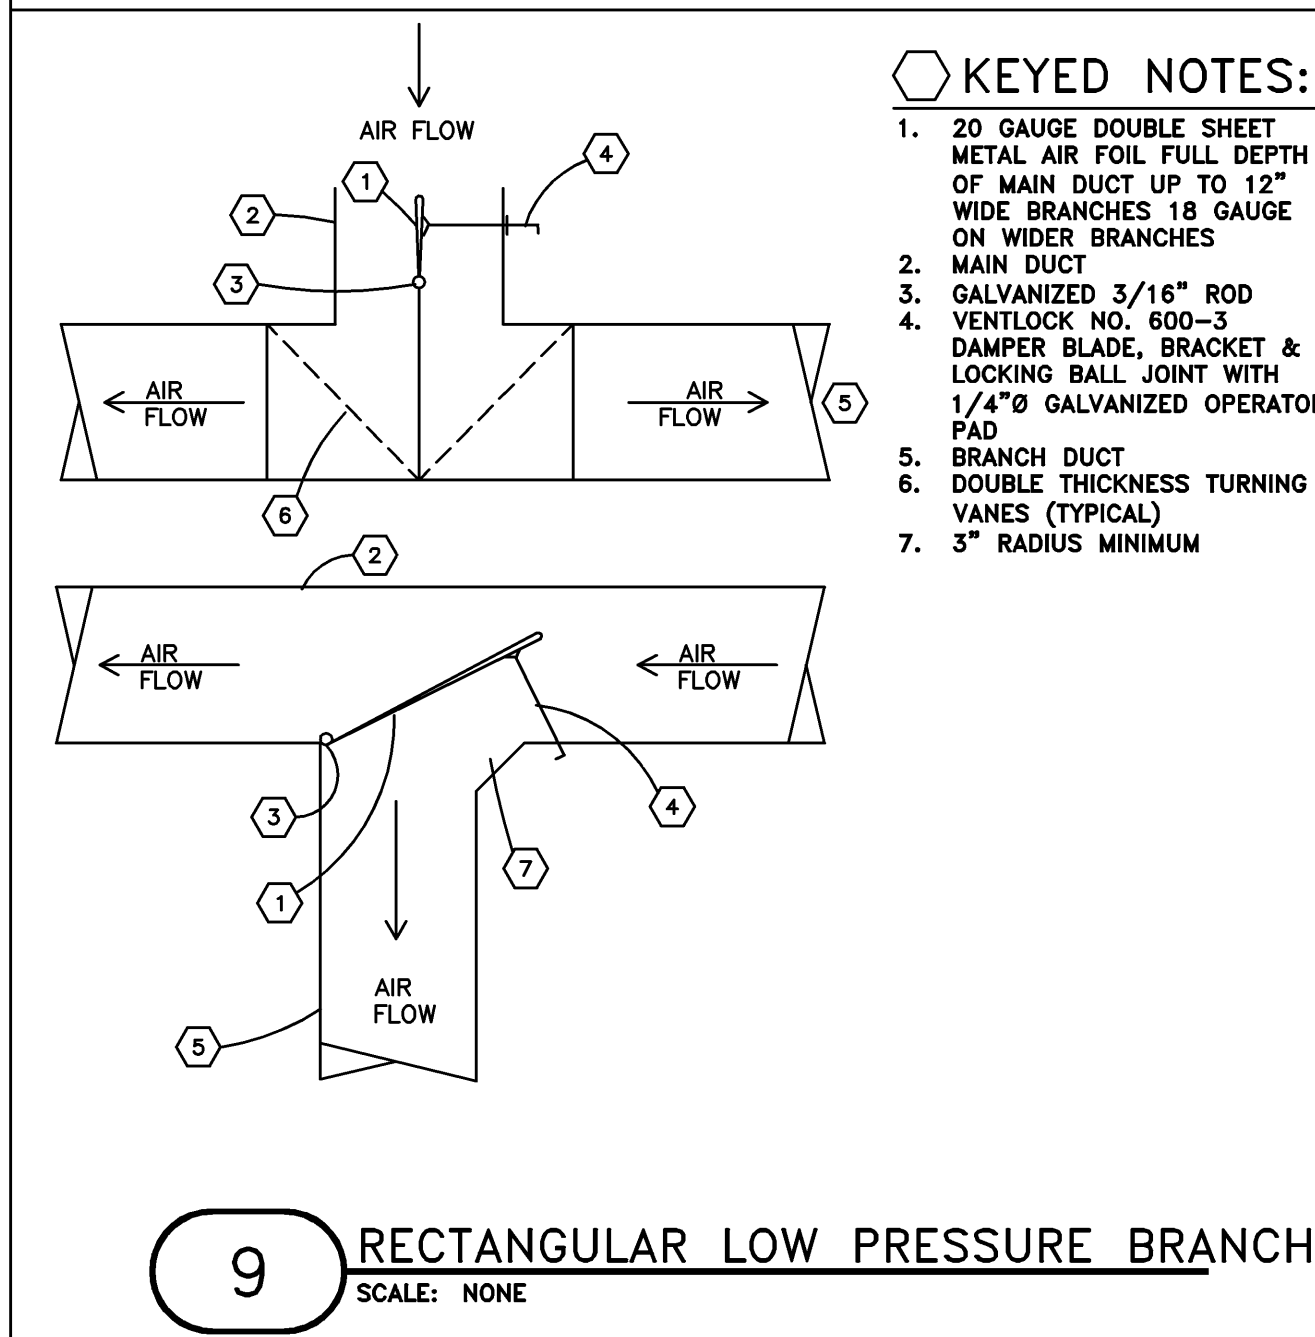 AIR FLOW
1
4
2
3
AIR
FLOW
AIR
FLOW
5
6
2
AIR
FLOW
AIR
FLOW
3
4
7
1
AIR
FLOW
5
KEYED NOTES:
1. 20 GAUGE DOUBLE SHEET
METAL AIR FOIL FULL DEPTH
OF MAIN DUCT UP TO 12"
WIDE BRANCHES 18 GAUGE
ON WIDER BRANCHES
2. MAIN DUCT
3. GALVANIZED 3/16" ROD
4. VENTLOCK NO. 600-3
DAMPER BLADE, BRACKET &
LOCKING BALL JOINT WITH
1/4"Ø GALVANIZED OPERATO
PAD
5. BRANCH DUCT
6. DOUBLE THICKNESS TURNING
VANES (TYPICAL)
7. 3" RADIUS MINIMUM
9
RECTANGULAR LOW PRESSURE BRANCH
SCALE: NONE